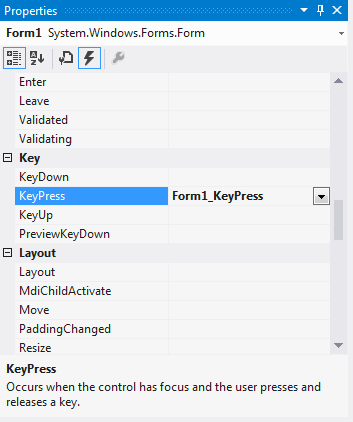 Properties
Form1 System.Windows.Forms.Form
Enter
Leave
Validated
Validating
Key
KeyDown
KeyPress Form1_KeyPress
KeyUp
PreviewKeyDown
Layout
Layout
MdiChildActivate
Move
PaddingChanged
Resize
KeyPress
Occurs when the control has focus and the user presses and
releases a key.